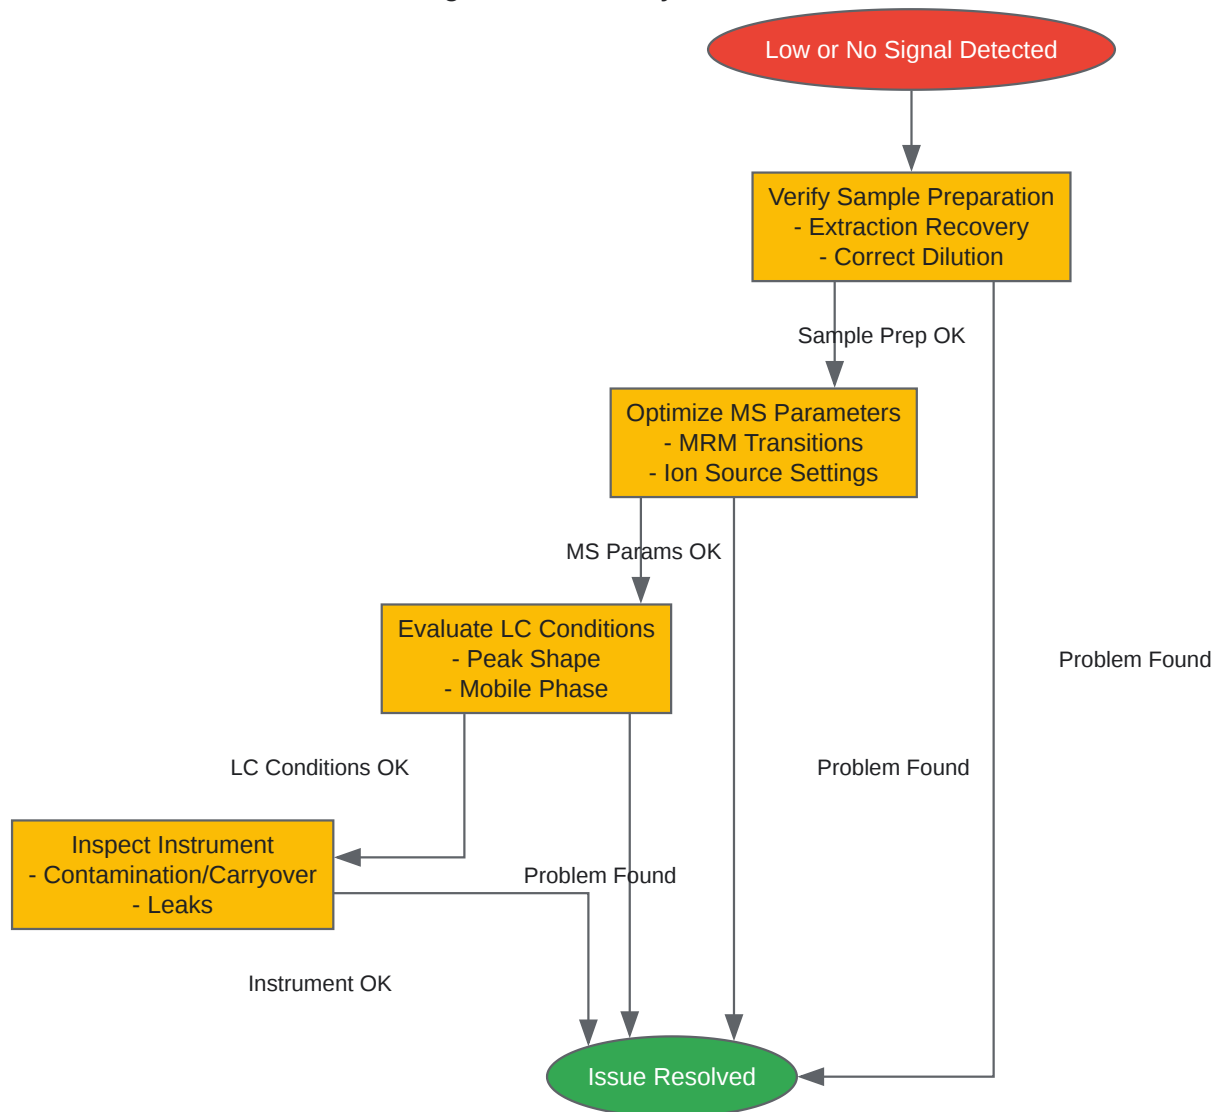 Low or No Signal Detected
Verify Sample Preparation
- Extraction Recovery
- Correct Dilution
Sample Prep OK
Optimize MS Parameters
- MRM Transitions
- Ion Source Settings
MS Params OK
Evaluate LC Conditions
- Peak Shape
- Mobile Phase
Problem Found
LC Conditions OK
Problem Found
Inspect Instrument
- Contamination/Carryover
- Leaks
Problem Found
Instrument OK
Issue Resolved